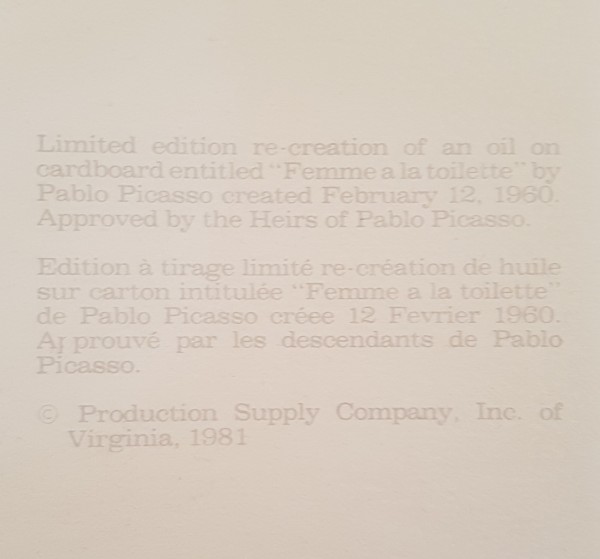 Limited edition re-creation of an oil on
cardboard entitled "Femme a la toilette" by
Pablo Picasso created February 12, 1960.
Approved by the Heirs of Pablo Picasso.
Edition à tirage limité re-création de huile
sur carton intitulée "Femme a la toilette"
de Pablo Picasso créee 12 Fevrier 1960.
Approuvé par les descendants de Pablo
Picasso.
© Production Supply Company, Inc. of
Virginia, 1981